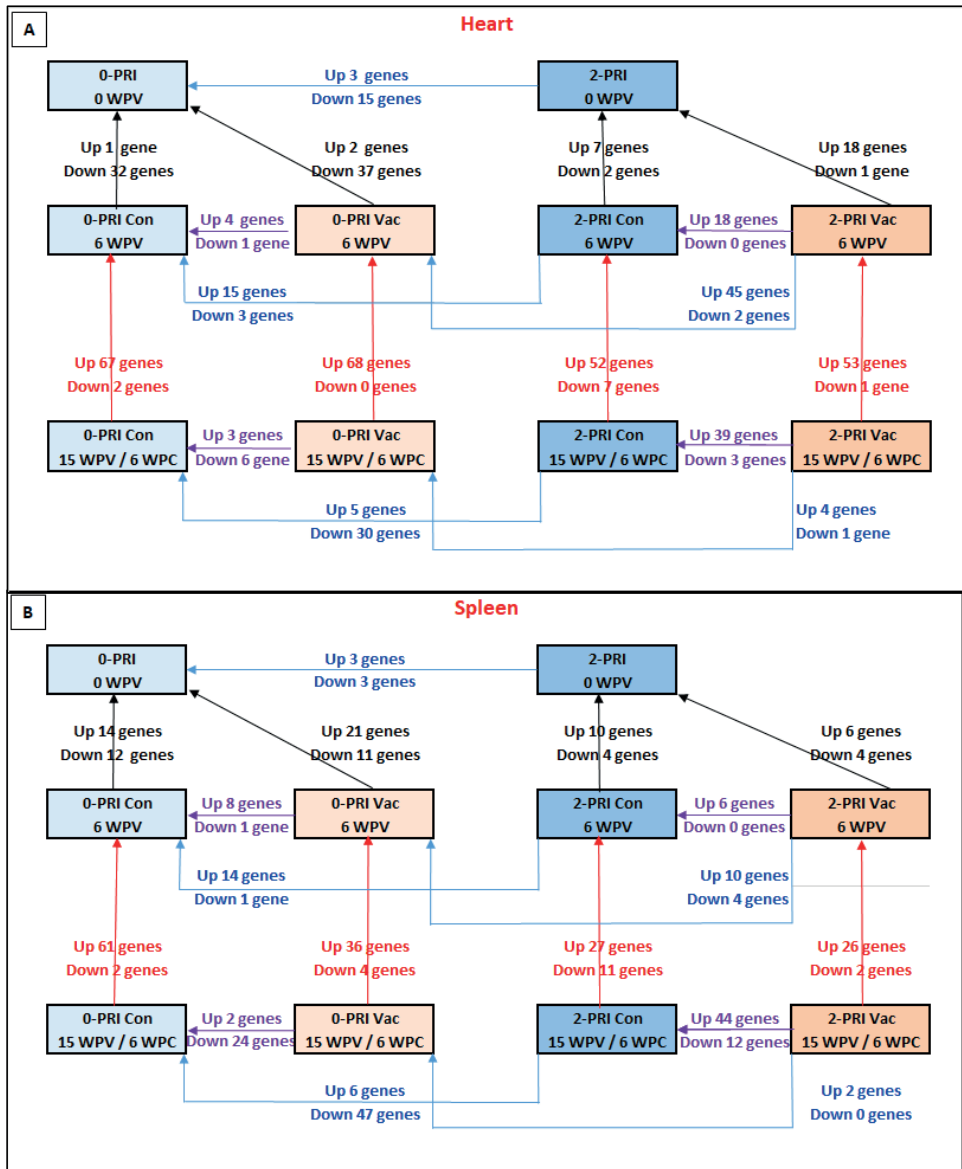 A
Heart
0-PRI
0 WPV
Up 3 genes
Down 15 genes
2-PRI
0 WPV
Up 1 gene
Down 32 genes
Up 2 genes
Down 37 genes
Up 7 genes
Down 2 genes
Up 18 genes
Down 1 gene
0-PRI Con
6 WPV
Up 4 genes
Down 1 gene
0-PRI Vac
6 WPV
2-PRI Con
6 WPV
Up 18 genes
Down 0 genes
2-PRI Vac
6 WPV
Up 15 genes
Down 3 genes
Up 45 genes
Down 2 genes
Up 67 genes
Down 2 genes
Up 68 genes
Down 0 genes
Up 52 genes
Down 7 genes
Up 53 genes
Down 1 gene
0-PRI Con
15 WPV / 6 WPC
Up 3 genes
Down 6 gene
0-PRI Vac
15 WPV / 6 WPC
2-PRI Con
15 WPV / 6 WPC
Up 39 genes
Down 3 genes
2-PRI Vac
15 WPV / 6 WPC
Up 5 genes
Down 30 genes
Up 4 genes
Down 1 gene
B
Spleen
0-PRI
0 WPV
Up 3 genes
Down 3 genes
2-PRI
0 WPV
Up 14 genes
Down 12 genes
Up 21 genes
Down 11 genes
Up 10 genes
Down 4 genes
Up 6 genes
Down 4 genes
0-PRI Con
6 WPV
Up 8 genes
Down 1 gene
0-PRI Vac
6 WPV
2-PRI Con
6 WPV
Up 6 genes
Down 0 genes
2-PRI Vac
6 WPV
Up 14 genes
Down 1 gene
Up 10 genes
Down 4 genes
Up 61 genes
Down 2 genes
Up 36 genes
Down 4 genes
Up 27 genes
Down 11 genes
Up 26 genes
Down 2 genes
0-PRI Con
15 WPV / 6 WPC
Up 2 genes
Down 24 genes
0-PRI Vac
15 WPV / 6 WPC
2-PRI Con
15 WPV / 6 WPC
Up 44 genes
Down 12 genes
2-PRI Vac
15 WPV / 6 WPC
Up 6 genes
Down 47 genes
Up 2 genes
Down 0 genes